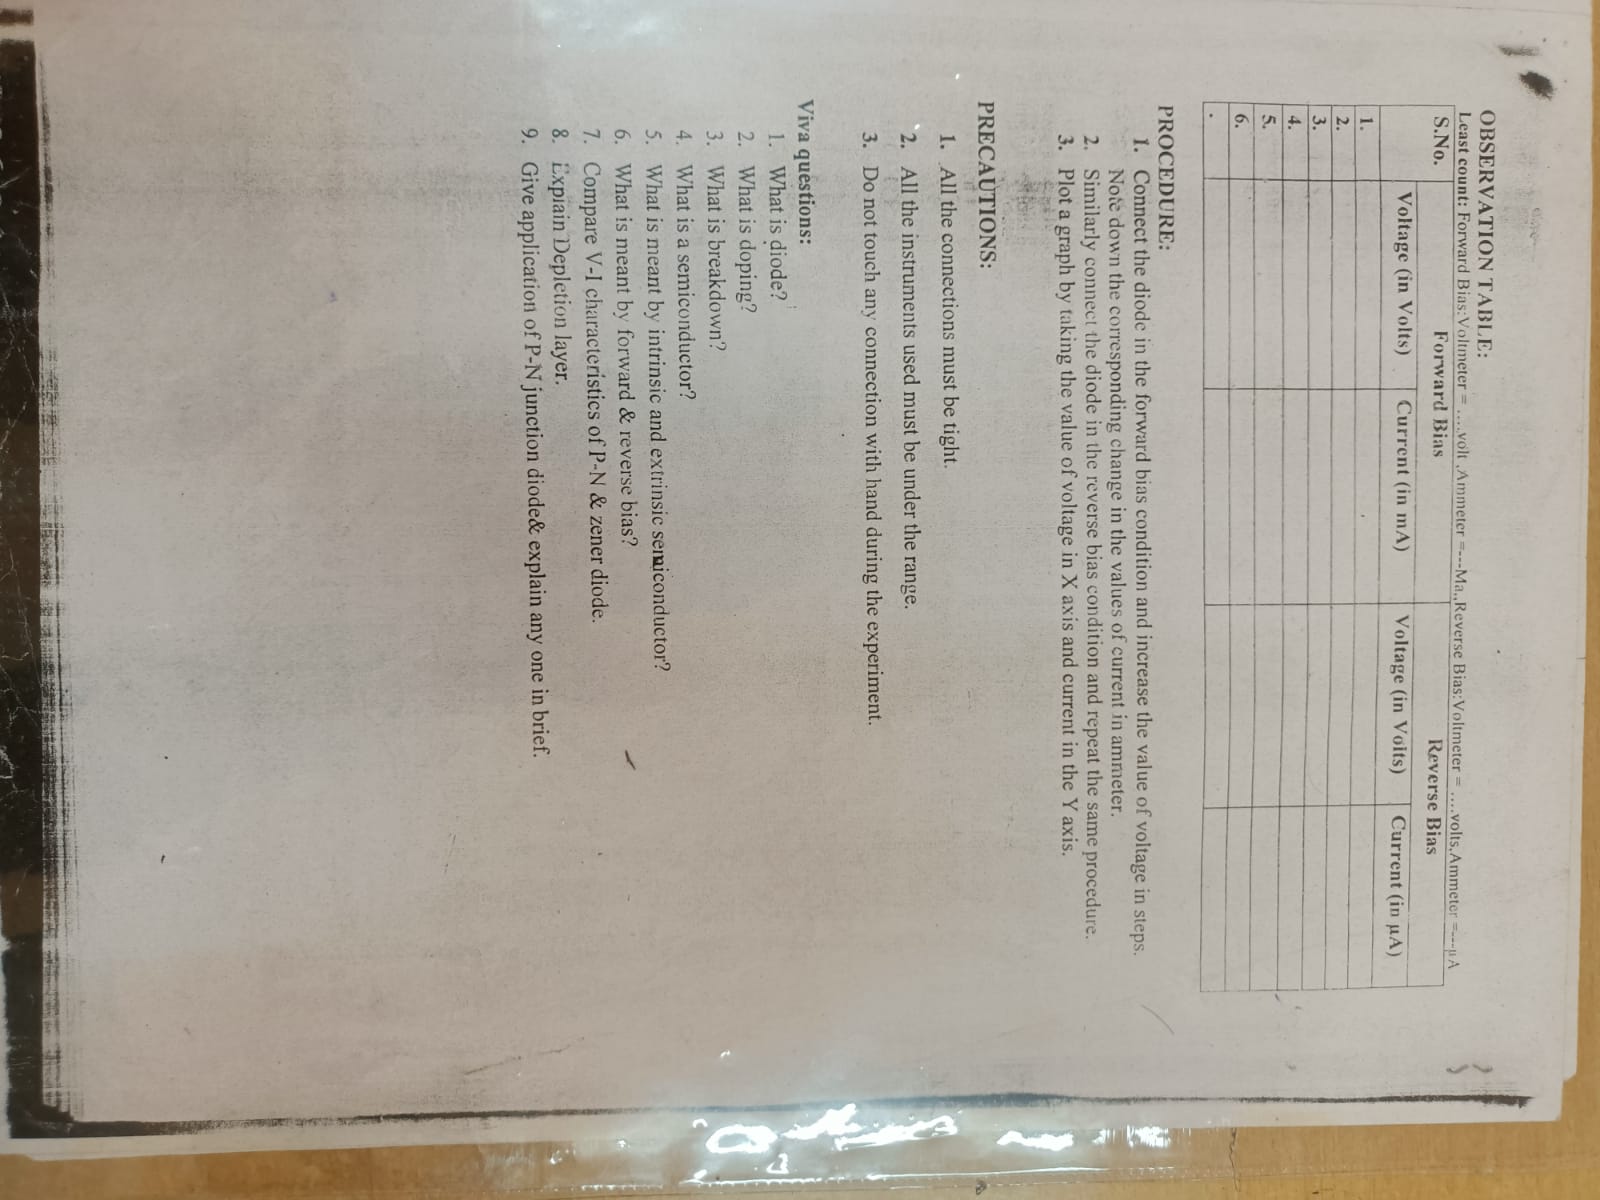 OBSERVATION TABLE:
Least count: Forward Bias:Voltmeter = ....volt ,Ammeter =---Ma.,Reverse Bias:Voltmeter = ....volts,Ammeter =---µA
S.No. Forward Bias Reverse Bias
Voltage (in Volts) Current (in mA) Voltage (in Volts) Current (in µA)
1.
2.
3.
4.
5.
6.
.
PROCEDURE:
1. Connect the diode in the forward bias condition and increase the value of voltage in steps.
Note down the corresponding change in the values of current in ammeter.
2. Similarly connect the diode in the reverse bias condition and repeat the same procedure.
3. Plot a graph by taking the value of voltage in X axis and current in the Y axis.
PRECAUTIONS:
1. All the connections must be tight.
2. All the instruments used must be under the range.
3. Do not touch any connection with hand during the experiment.
Viva questions:
1. What is diode?
2. What is doping?
3. What is breakdown?
4. What is a semiconductor?
5. What is meant by intrinsic and extrinsic semiconductor?
6. What is meant by forward & reverse bias?
7. Compare V-I characteristics of P-N & zener diode.
8. Explain Depletion layer.
9. Give application of P-N junction diode& explain any one in brief.